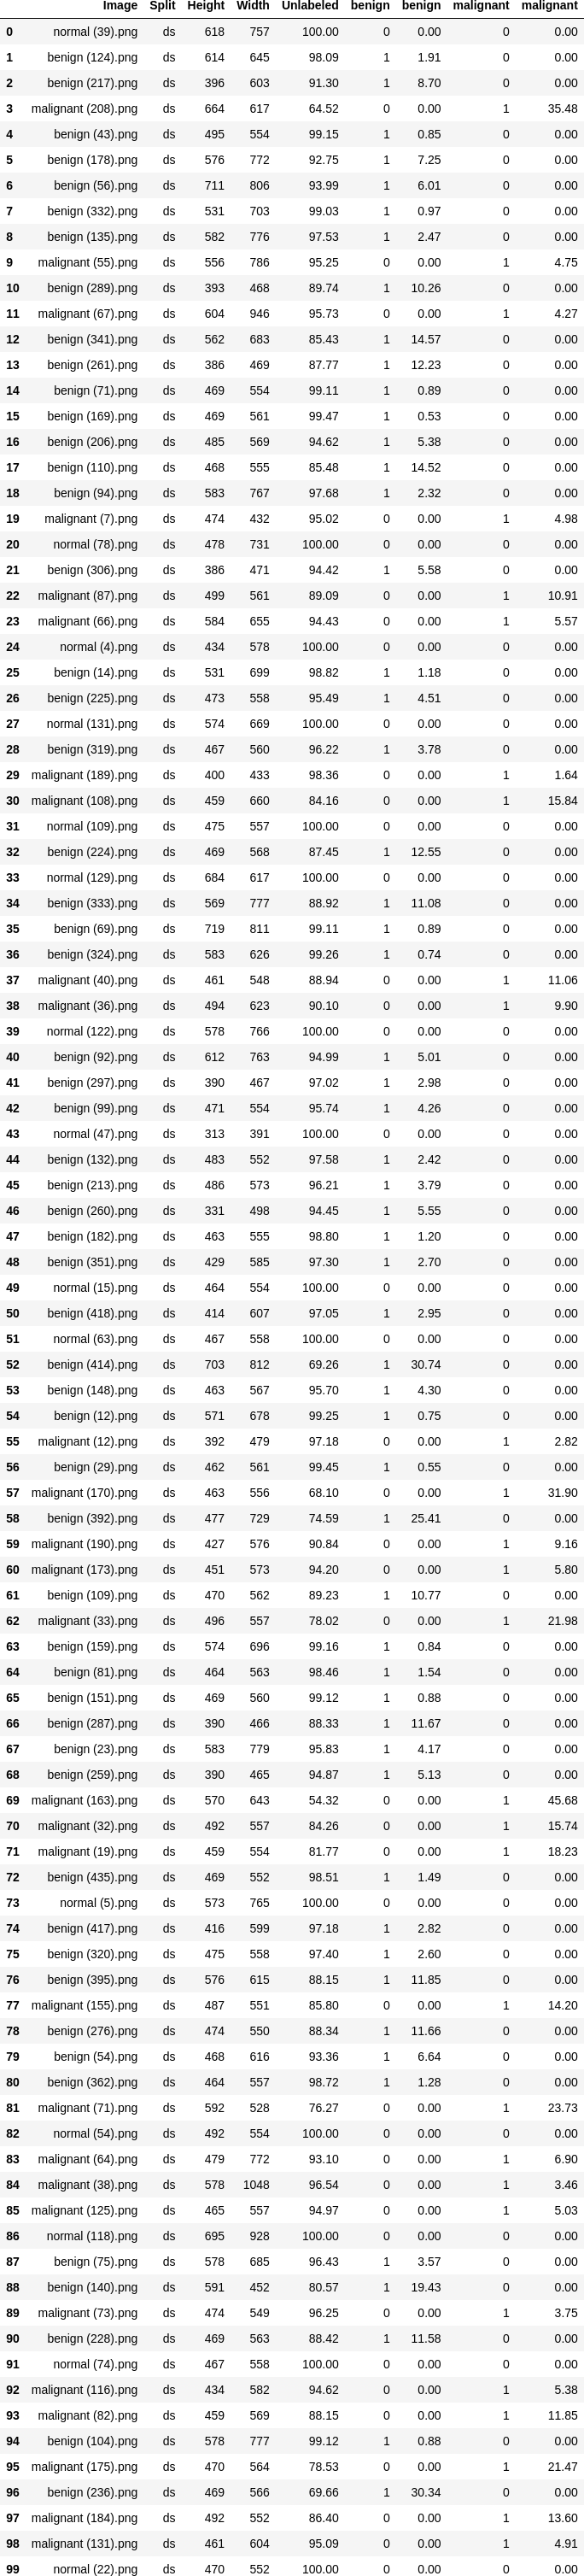 Image Split Height Width Unlabeled benign benign malignant malignant
0 normal (39).png ds 618 757 100.00 0 0.00 0 0.00
1 benign (124).png ds 614 645 98.09 1 1.91 0 0.00
2 benign (217).png ds 396 603 91.30 1 8.70 0 0.00
3 malignant (208).png ds 664 617 64.52 0 0.00 1 35.48
4 benign (43).png ds 495 554 99.15 1 0.85 0 0.00
5 benign (178).png ds 576 772 92.75 1 7.25 0 0.00
6 benign (56).png ds 711 806 93.99 1 6.01 0 0.00
7 benign (332).png ds 531 703 99.03 1 0.97 0 0.00
8 benign (135).png ds 582 776 97.53 1 2.47 0 0.00
9 malignant (55).png ds 556 786 95.25 0 0.00 1 4.75
10 benign (289).png ds 393 468 89.74 1 10.26 0 0.00
11 malignant (67).png ds 604 946 95.73 0 0.00 1 4.27
12 benign (341).png ds 562 683 85.43 1 14.57 0 0.00
13 benign (261).png ds 386 469 87.77 1 12.23 0 0.00
14 benign (71).png ds 469 554 99.11 1 0.89 0 0.00
15 benign (169).png ds 469 561 99.47 1 0.53 0 0.00
16 benign (206).png ds 485 569 94.62 1 5.38 0 0.00
17 benign (110).png ds 468 555 85.48 1 14.52 0 0.00
18 benign (94).png ds 583 767 97.68 1 2.32 0 0.00
19 malignant (7).png ds 474 432 95.02 0 0.00 1 4.98
20 normal (78).png ds 478 731 100.00 0 0.00 0 0.00
21 benign (306).png ds 386 471 94.42 1 5.58 0 0.00
22 malignant (87).png ds 499 561 89.09 0 0.00 1 10.91
23 malignant (66).png ds 584 655 94.43 0 0.00 1 5.57
24 normal (4).png ds 434 578 100.00 0 0.00 0 0.00
25 benign (14).png ds 531 699 98.82 1 1.18 0 0.00
26 benign (225).png ds 473 558 95.49 1 4.51 0 0.00
27 normal (131).png ds 574 669 100.00 0 0.00 0 0.00
28 benign (319).png ds 467 560 96.22 1 3.78 0 0.00
29 malignant (189).png ds 400 433 98.36 0 0.00 1 1.64
30 malignant (108).png ds 459 660 84.16 0 0.00 1 15.84
31 normal (109).png ds 475 557 100.00 0 0.00 0 0.00
32 benign (224).png ds 469 568 87.45 1 12.55 0 0.00
33 normal (129).png ds 684 617 100.00 0 0.00 0 0.00
34 benign (333).png ds 569 777 88.92 1 11.08 0 0.00
35 benign (69).png ds 719 811 99.11 1 0.89 0 0.00
36 benign (324).png ds 583 626 99.26 1 0.74 0 0.00
37 malignant (40).png ds 461 548 88.94 0 0.00 1 11.06
38 malignant (36).png ds 494 623 90.10 0 0.00 1 9.90
39 normal (122).png ds 578 766 100.00 0 0.00 0 0.00
40 benign (92).png ds 612 763 94.99 1 5.01 0 0.00
41 benign (297).png ds 390 467 97.02 1 2.98 0 0.00
42 benign (99).png ds 471 554 95.74 1 4.26 0 0.00
43 normal (47).png ds 313 391 100.00 0 0.00 0 0.00
44 benign (132).png ds 483 552 97.58 1 2.42 0 0.00
45 benign (213).png ds 486 573 96.21 1 3.79 0 0.00
46 benign (260).png ds 331 498 94.45 1 5.55 0 0.00
47 benign (182).png ds 463 555 98.80 1 1.20 0 0.00
48 benign (351).png ds 429 585 97.30 1 2.70 0 0.00
49 normal (15).png ds 464 554 100.00 0 0.00 0 0.00
50 benign (418).png ds 414 607 97.05 1 2.95 0 0.00
51 normal (63).png ds 467 558 100.00 0 0.00 0 0.00
52 benign (414).png ds 703 812 69.26 1 30.74 0 0.00
53 benign (148).png ds 463 567 95.70 1 4.30 0 0.00
54 benign (12).png ds 571 678 99.25 1 0.75 0 0.00
55 malignant (12).png ds 392 479 97.18 0 0.00 1 2.82
56 benign (29).png ds 462 561 99.45 1 0.55 0 0.00
57 malignant (170).png ds 463 556 68.10 0 0.00 1 31.90
58 benign (392).png ds 477 729 74.59 1 25.41 0 0.00
59 malignant (190).png ds 427 576 90.84 0 0.00 1 9.16
60 malignant (173).png ds 451 573 94.20 0 0.00 1 5.80
61 benign (109).png ds 470 562 89.23 1 10.77 0 0.00
62 malignant (33).png ds 496 557 78.02 0 0.00 1 21.98
63 benign (159).png ds 574 696 99.16 1 0.84 0 0.00
64 benign (81).png ds 464 563 98.46 1 1.54 0 0.00
65 benign (151).png ds 469 560 99.12 1 0.88 0 0.00
66 benign (287).png ds 390 466 88.33 1 11.67 0 0.00
67 benign (23).png ds 583 779 95.83 1 4.17 0 0.00
68 benign (259).png ds 390 465 94.87 1 5.13 0 0.00
69 malignant (163).png ds 570 643 54.32 0 0.00 1 45.68
70 malignant (32).png ds 492 557 84.26 0 0.00 1 15.74
71 malignant (19).png ds 459 554 81.77 0 0.00 1 18.23
72 benign (435).png ds 469 552 98.51 1 1.49 0 0.00
73 normal (5).png ds 573 765 100.00 0 0.00 0 0.00
74 benign (417).png ds 416 599 97.18 1 2.82 0 0.00
75 benign (320).png ds 475 558 97.40 1 2.60 0 0.00
76 benign (395).png ds 576 615 88.15 1 11.85 0 0.00
77 malignant (155).png ds 487 551 85.80 0 0.00 1 14.20
78 benign (276).png ds 474 550 88.34 1 11.66 0 0.00
79 benign (54).png ds 468 616 93.36 1 6.64 0 0.00
80 benign (362).png ds 464 557 98.72 1 1.28 0 0.00
81 malignant (71).png ds 592 528 76.27 0 0.00 1 23.73
82 normal (54).png ds 492 554 100.00 0 0.00 0 0.00
83 malignant (64).png ds 479 772 93.10 0 0.00 1 6.90
84 malignant (38).png ds 578 1048 96.54 0 0.00 1 3.46
85 malignant (125).png ds 465 557 94.97 0 0.00 1 5.03
86 normal (118).png ds 695 928 100.00 0 0.00 0 0.00
87 benign (75).png ds 578 685 96.43 1 3.57 0 0.00
88 benign (140).png ds 591 452 80.57 1 19.43 0 0.00
89 malignant (73).png ds 474 549 96.25 0 0.00 1 3.75
90 benign (228).png ds 469 563 88.42 1 11.58 0 0.00
91 normal (74).png ds 467 558 100.00 0 0.00 0 0.00
92 malignant (116).png ds 434 582 94.62 0 0.00 1 5.38
93 malignant (82).png ds 459 569 88.15 0 0.00 1 11.85
94 benign (104).png ds 578 777 99.12 1 0.88 0 0.00
95 malignant (175).png ds 470 564 78.53 0 0.00 1 21.47
96 benign (236).png ds 469 566 69.66 1 30.34 0 0.00
97 malignant (184).png ds 492 552 86.40 0 0.00 1 13.60
98 malignant (131).png ds 461 604 95.09 0 0.00 1 4.91
99 normal (22).png ds 470 552 100.00 0 0.00 0 0.00